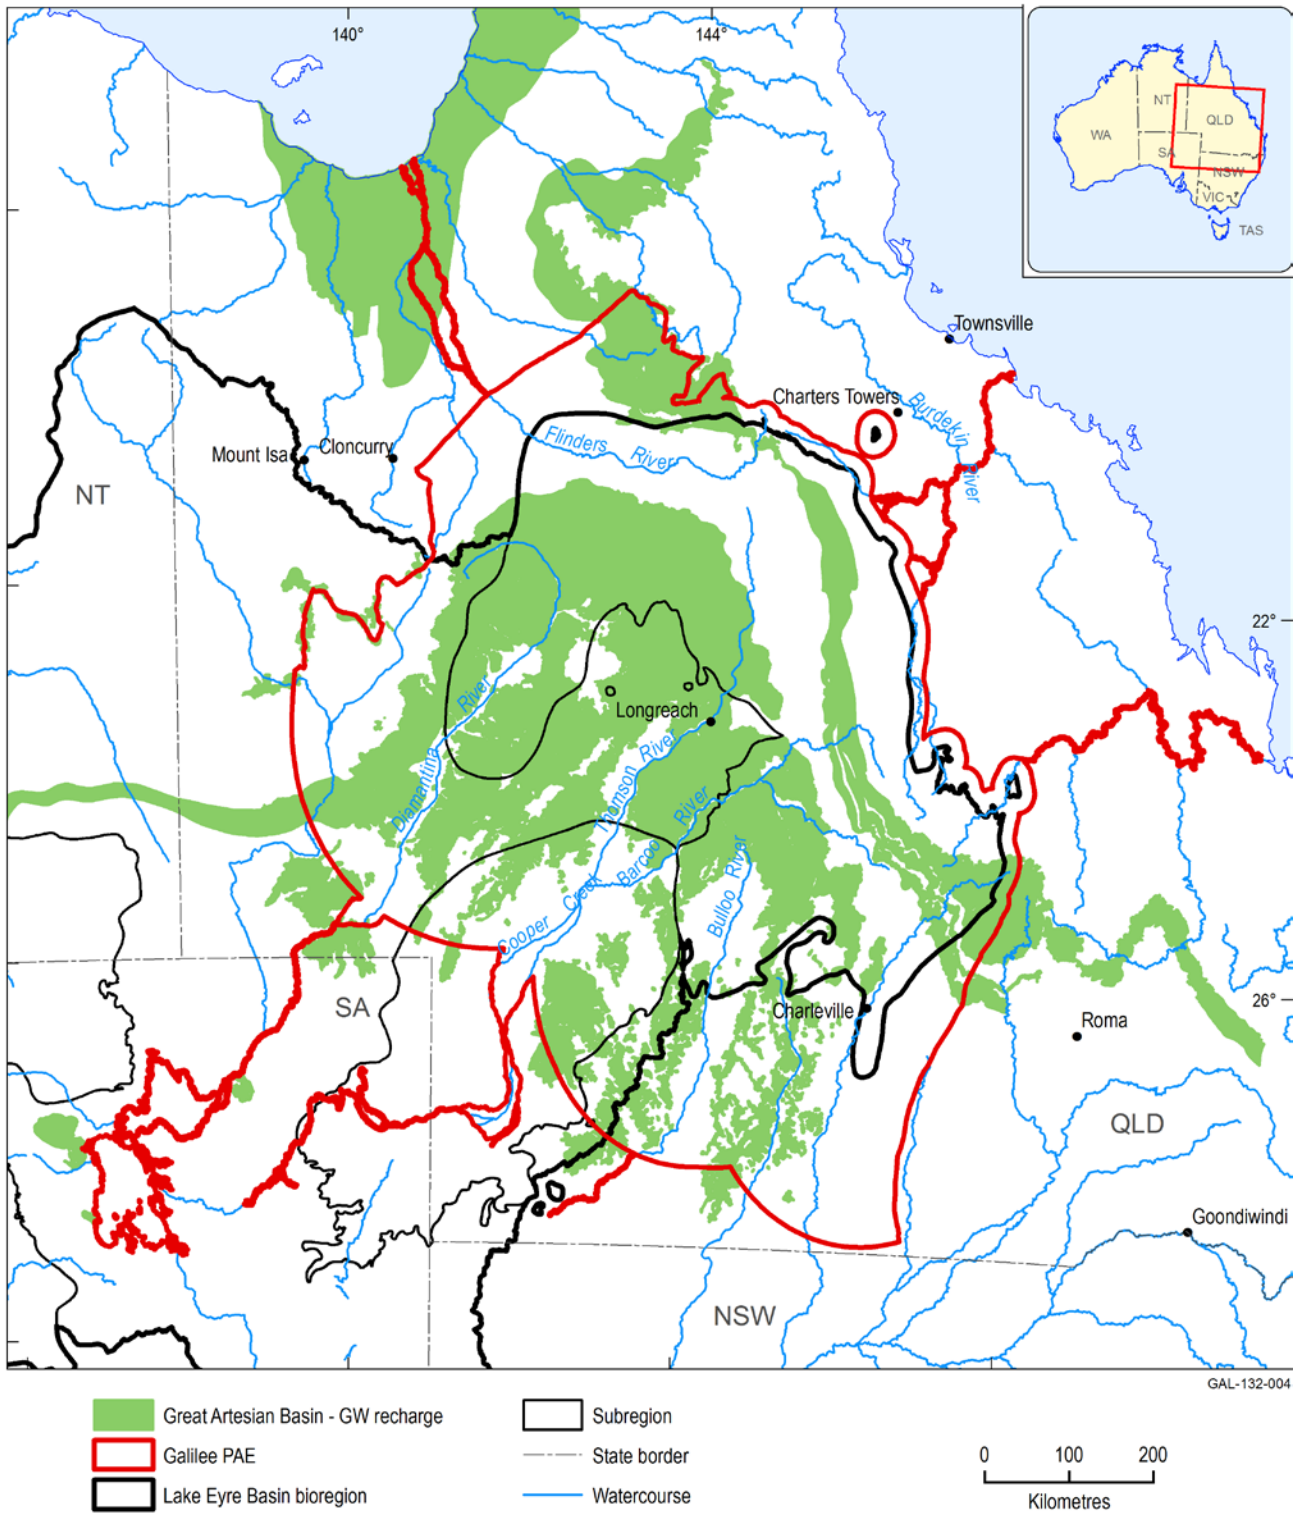 140°
144°
NT
QLD
WA
SA
NSW
VIC
TAS
Townsville
Charters Towers
Burdekin River
Flinders River
Mount Isa
Cloncurry
NT
22°
Longreach
Diamantina River
Thomson River
Barcoo River
Cooper Creek
Bulloo River
SA
Charleville
26°
Roma
QLD
Goondiwindi
NSW
GAL-132-004
Great Artesian Basin - GW recharge
Subregion
Galilee PAE
State border
0 100 200
Lake Eyre Basin bioregion
Watercourse
Kilometres